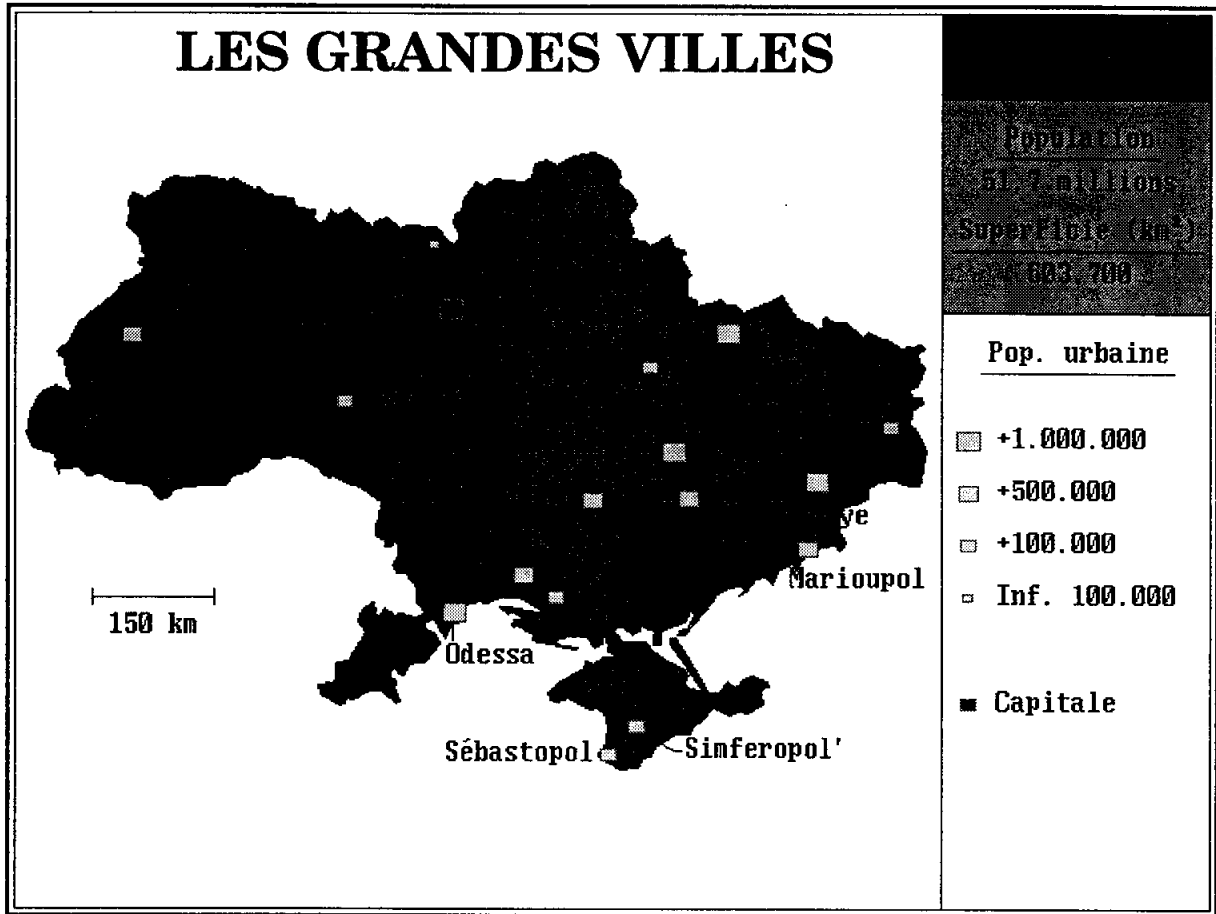 LES GRANDES VILLES
Population
51.7 millions
Superficie (km²)
603.700
Pop. urbaine
+1.000.000
+500.000
+100.000
Inf. 100.000
Capitale
ye
Marioupol
150 km
Odessa
Sébastopol
Simferopol'